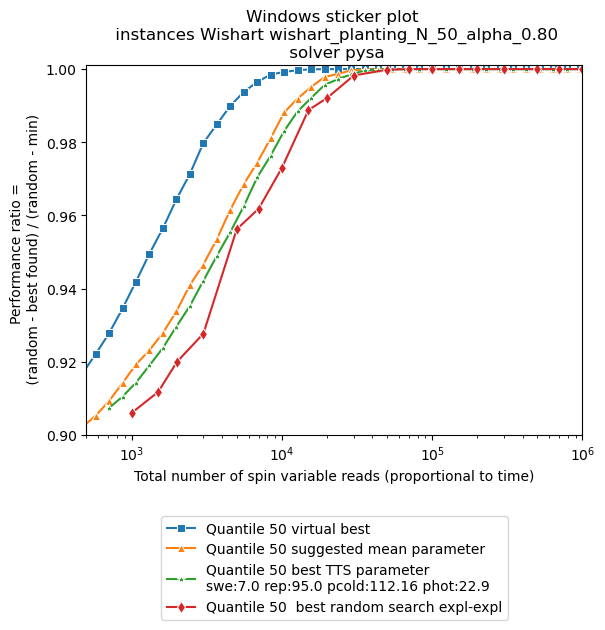 Windows sticker plot
instances Wishart wishart_planting_N_50_alpha_0.80
solver pysa
Performance ratio =
(random - best found) / (random - min)
1.00
0.98
0.96
0.94
0.92
0.90
10³
10⁴
10⁵
10⁶
Total number of spin variable reads (proportional to time)
Quantile 50 virtual best
Quantile 50 suggested mean parameter
Quantile 50 best TTS parameter
swe:7.0 rep:95.0 pcold:112.16 phot:22.9
Quantile 50  best random search expl-expl